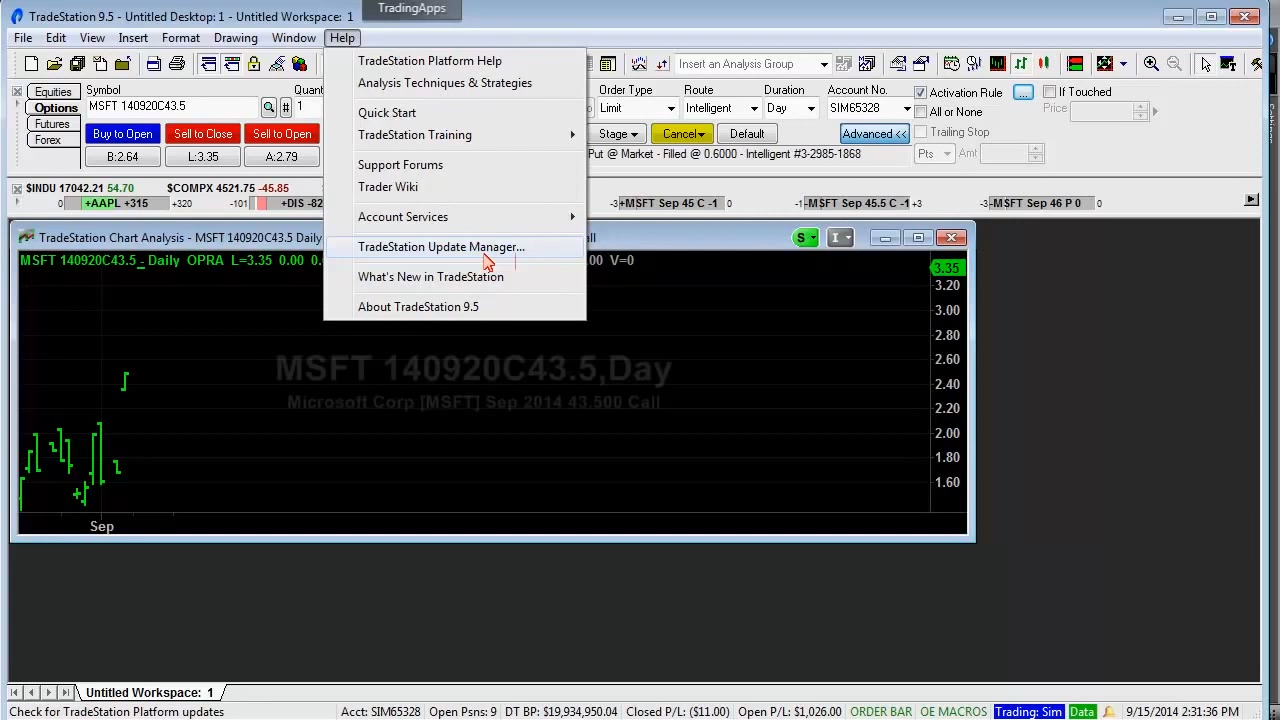 TradingApps
TradeStation 9.5 - Untitled Desktop: 1 - Untitled Workspace: 1
File Edit View Insert Format Drawing Window Help
Insert an Analysis Group
Equities
Options
Futures
Forex
Symbol
MSFT 140920C43.5
Quant
1
Buy to Open
Sell to Close
Sell to Open
B:2.64
L:3.35
A:2.79
Order Type
Limit
Route
Intelligent
Duration
Day
Account No.
SIM65328
Activation Rule
...
If Touched
All or None
Price
Trailing Stop
Pts
Amt
Stage
Cancel
Default
Advanced <<
Put @ Market - Filled @ 0.6000 - Intelligent #3-2985-1868
TradeStation Platform Help
Analysis Techniques & Strategies
Quick Start
TradeStation Training
Support Forums
Trader Wiki
Account Services
TradeStation Update Manager...
What's New in TradeStation
About TradeStation 9.5
$INDU 17042.21 54.70 $COMPX 4521.75 -45.85
0 +AAPL +315 +320 -101 +DIS -82
-3 +MSFT Sep 45 C -1 +3 -1 -MSFT Sep 45.5 C -1 +3 -3 -MSFT Sep 46 P 0 0
TradeStation Chart Analysis - MSFT 140920C43.5 Daily
all
S
I
MSFT 140920C43.5_ Daily OPRA L=3.35 0.00 0.
00 V=0
3.35
3.20
3.00
2.80
2.60
2.40
2.20
2.00
1.80
1.60
MSFT 140920C43.5,Day
Microsoft Corp [MSFT] Sep 2014 43.500 Call
Sep
Untitled Workspace: 1
Check for TradeStation Platform updates
Acct: SIM65328
Open Psns: 9
DT BP: $19,934,950.04
Closed P/L: ($11.00)
Open P/L: $1,026.00
ORDER BAR
OE MACROS
Trading: Sim
Data
9/15/2014 2:31:36 PM